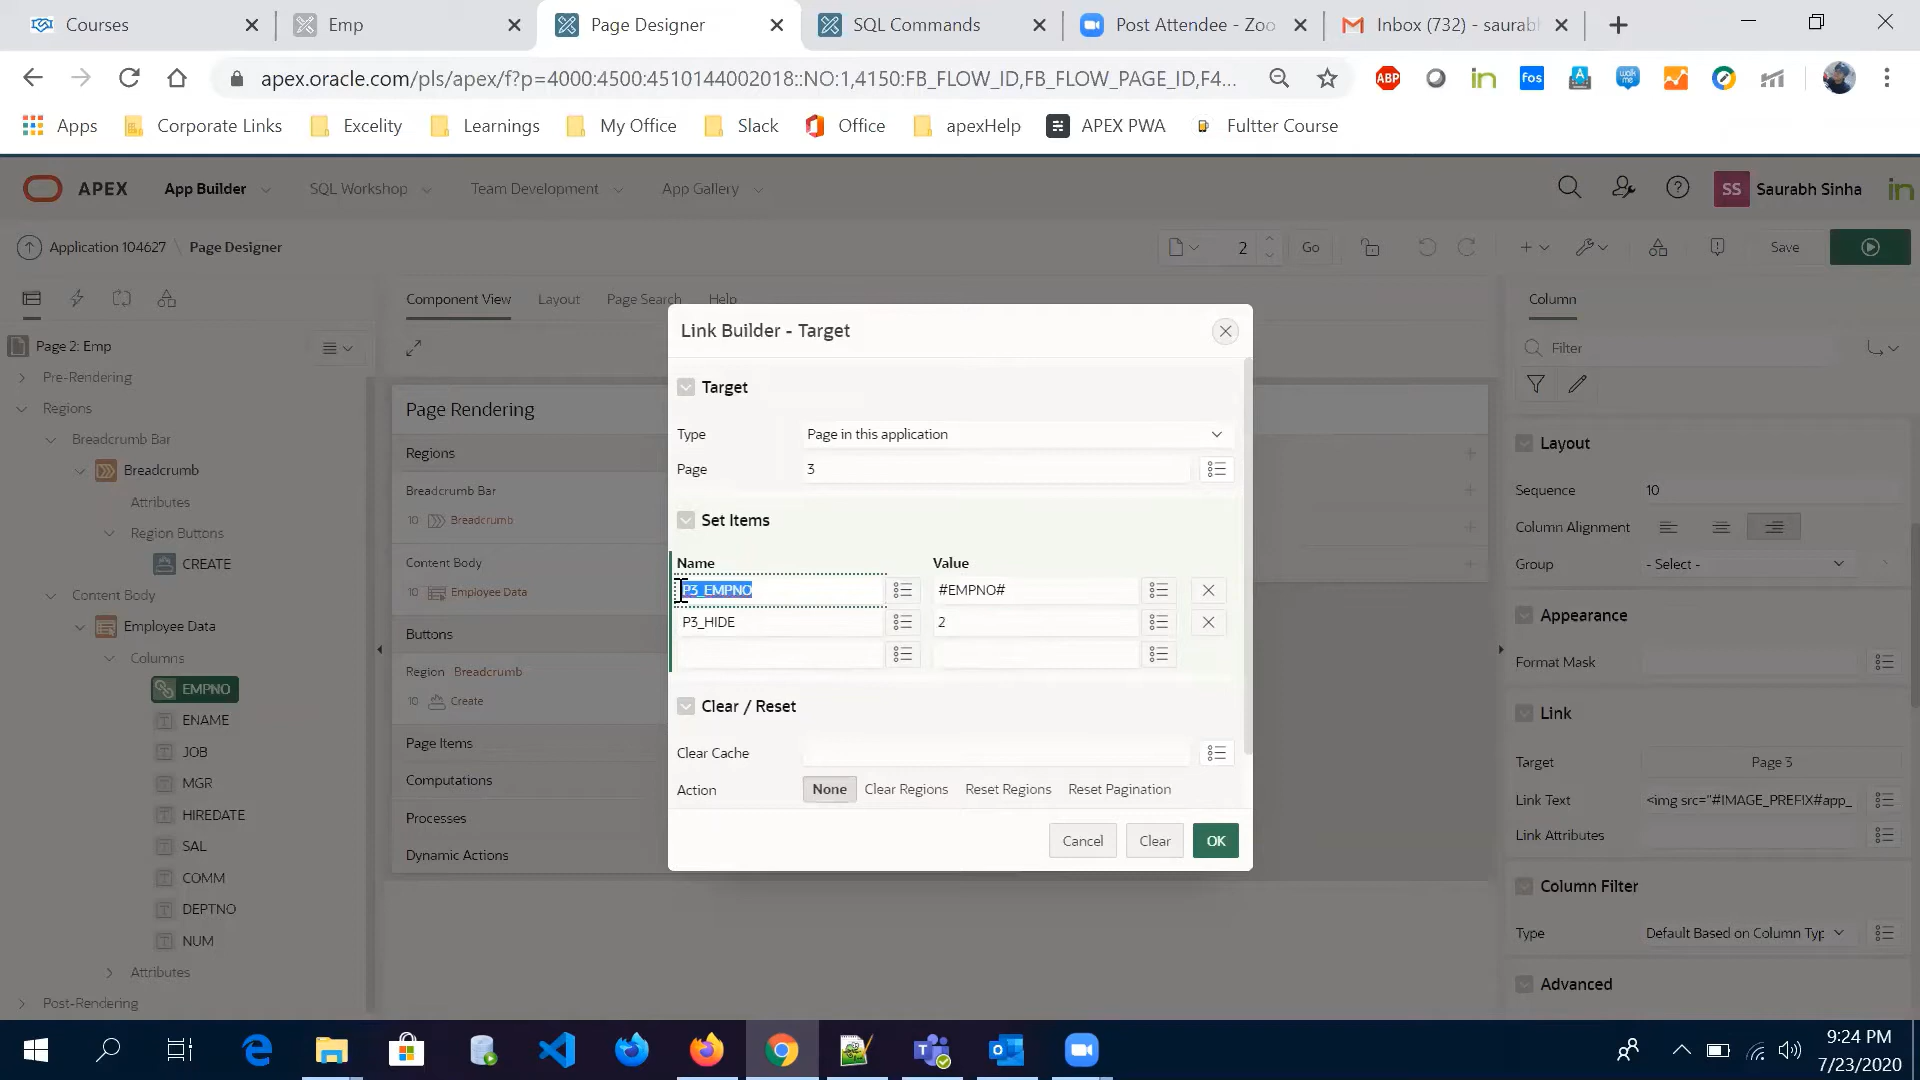 Courses
Emp
Page Designer
SQL Commands
Post Attendee - Zoo
Inbox (732) - saurabh
apex.oracle.com/pls/apex/f?p=4000:4500:4510144002018::NO:1,4150:FB_FLOW_ID,FB_FLOW_PAGE_ID,F4...
ABP
in
fos
A
walk me
Apps
Corporate Links
Excelity
Learnings
My Office
Slack
Office
apexHelp
APEX PWA
Fultter Course
APEX
App Builder
SQL Workshop
Team Development
App Gallery
SS
Saurabh Sinha
in
Application 104627 \ Page Designer
2
Go
Save
Component View
Layout
Page Search
Help
Column
Page 2: Emp
Filter
Pre-Rendering
Regions
Breadcrumb Bar
Breadcrumb
Attributes
Region Buttons
CREATE
Content Body
Employee Data
Columns
EMPNO
ENAME
JOB
MGR
HIREDATE
SAL
COMM
DEPTNO
NUM
Attributes
Post-Rendering
Page Rendering
Regions
Breadcrumb Bar
10 Breadcrumb
Content Body
10 Employee Data
Buttons
Region Breadcrumb
10 Create
Page Items
Computations
Processes
Dynamic Actions
Link Builder - Target
Target
Type
Page in this application
Page
3
Set Items
Name
Value
P3_EMPNO
#EMPNO#
P3_HIDE
2
Clear / Reset
Clear Cache
Action
None
Clear Regions
Reset Regions
Reset Pagination
Cancel
Clear
OK
Layout
Sequence
10
Column Alignment
Group
- Select -
Appearance
Format Mask
Link
Target
Page 3
Link Text
<img src="#IMAGE_PREFIX#app_
Link Attributes
Column Filter
Type
Default Based on Column Typ
Advanced
9:24 PM
7/23/2020